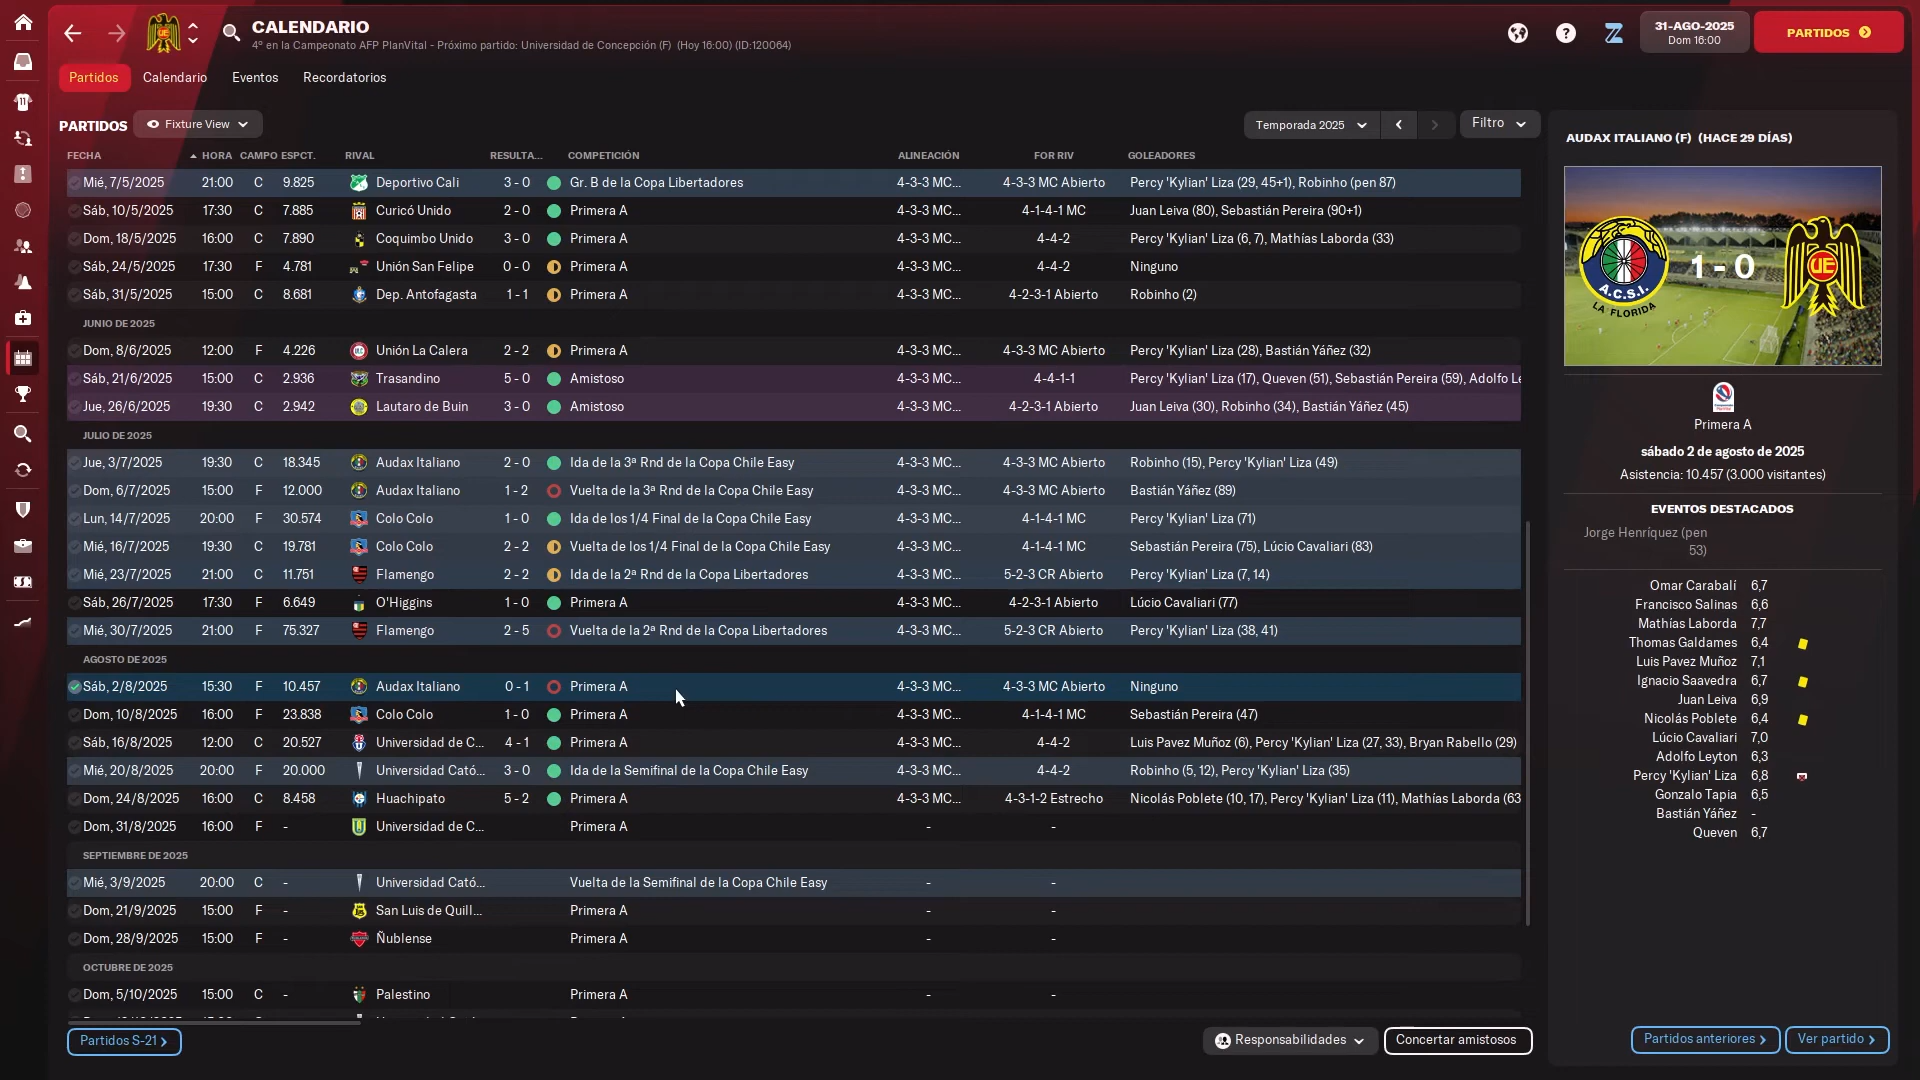 CALENDARIO
4º en la Campeonato AFP PlanVital - Próximo partido: Universidad de Concepción (F) (Hoy 16:00) (ID:120064)
31-AGO-2025
Dom 16:00
PARTIDOS
Partidos Calendario Eventos Recordatorios
PARTIDOS Fixture View Temporada 2025 Filtro
FECHA HORA CAMPO ESPCT. RIVAL RESULTA... COMPETICIÓN ALINEACIÓN FOR RIV GOLEADORES
Mié, 7/5/2025 21:00 C 9.825 Deportivo Cali 3 - 0 Gr. B de la Copa Libertadores 4-3-3 MC... 4-3-3 MC Abierto Percy 'Kylian' Liza (29, 45+1), Robinho (pen 87)
Sáb, 10/5/2025 17:30 C 7.885 Curicó Unido 2 - 0 Primera A 4-3-3 MC... 4-1-4-1 MC Juan Leiva (80), Sebastián Pereira (90+1)
Dom, 18/5/2025 16:00 C 7.890 Coquimbo Unido 3 - 0 Primera A 4-3-3 MC... 4-4-2 Percy 'Kylian' Liza (6, 7), Mathías Laborda (33)
Sáb, 24/5/2025 17:30 F 4.781 Unión San Felipe 0 - 0 Primera A 4-3-3 MC... 4-4-2 Ninguno
Sáb, 31/5/2025 15:00 C 8.681 Dep. Antofagasta 1 - 1 Primera A 4-3-3 MC... 4-2-3-1 Abierto Robinho (2)
JUNIO DE 2025
Dom, 8/6/2025 12:00 F 4.226 Unión La Calera 2 - 2 Primera A 4-3-3 MC... 4-3-3 MC Abierto Percy 'Kylian' Liza (28), Bastián Yáñez (32)
Sáb, 21/6/2025 15:00 C 2.936 Trasandino 5 - 0 Amistoso 4-3-3 MC... 4-4-1-1 Percy 'Kylian' Liza (17), Queven (51), Sebastián Pereira (59), Adolfo Le
Jue, 26/6/2025 19:30 C 2.942 Lautaro de Buin 3 - 0 Amistoso 4-3-3 MC... 4-2-3-1 Abierto Juan Leiva (30), Robinho (34), Bastián Yáñez (45)
JULIO DE 2025
Jue, 3/7/2025 19:30 C 18.345 Audax Italiano 2 - 0 Ida de la 3ª Rnd de la Copa Chile Easy 4-3-3 MC... 4-3-3 MC Abierto Robinho (15), Percy 'Kylian' Liza (49)
Dom, 6/7/2025 15:00 F 12.000 Audax Italiano 1 - 2 Vuelta de la 3ª Rnd de la Copa Chile Easy 4-3-3 MC... 4-3-3 MC Abierto Bastián Yáñez (89)
Lun, 14/7/2025 20:00 F 30.574 Colo Colo 1 - 0 Ida de los 1/4 Final de la Copa Chile Easy 4-3-3 MC... 4-1-4-1 MC Percy 'Kylian' Liza (71)
Mié, 16/7/2025 19:30 C 19.781 Colo Colo 2 - 2 Vuelta de los 1/4 Final de la Copa Chile Easy 4-3-3 MC... 4-1-4-1 MC Sebastián Pereira (75), Lúcio Cavaliari (83)
Mié, 23/7/2025 21:00 C 11.751 Flamengo 2 - 2 Ida de la 2ª Rnd de la Copa Libertadores 4-3-3 MC... 5-2-3 CR Abierto Percy 'Kylian' Liza (7, 14)
Sáb, 26/7/2025 17:30 F 6.649 O'Higgins 1 - 0 Primera A 4-3-3 MC... 4-2-3-1 Abierto Lúcio Cavaliari (77)
Mié, 30/7/2025 21:00 F 75.327 Flamengo 2 - 5 Vuelta de la 2ª Rnd de la Copa Libertadores 4-3-3 MC... 5-2-3 CR Abierto Percy 'Kylian' Liza (38, 41)
AGOSTO DE 2025
Sáb, 2/8/2025 15:30 F 10.457 Audax Italiano 0 - 1 Primera A 4-3-3 MC... 4-3-3 MC Abierto Ninguno
Dom, 10/8/2025 16:00 F 23.838 Colo Colo 1 - 0 Primera A 4-3-3 MC... 4-1-4-1 MC Sebastián Pereira (47)
Sáb, 16/8/2025 12:00 C 20.527 Universidad de C... 4 - 1 Primera A 4-3-3 MC... 4-4-2 Luis Pavez Muñoz (6), Percy 'Kylian' Liza (27, 33), Bryan Rabello (29)
Mié, 20/8/2025 20:00 F 20.000 Universidad Cató... 3 - 0 Ida de la Semifinal de la Copa Chile Easy 4-3-3 MC... 4-4-2 Robinho (5, 12), Percy 'Kylian' Liza (35)
Dom, 24/8/2025 16:00 C 8.458 Huachipato 5 - 2 Primera A 4-3-3 MC... 4-3-1-2 Estrecho Nicolás Poblete (10, 17), Percy 'Kylian' Liza (11), Mathías Laborda (63
Dom, 31/8/2025 16:00 F - Universidad de C... Primera A - -
SEPTIEMBRE DE 2025
Mié, 3/9/2025 20:00 C - Universidad Cató... Vuelta de la Semifinal de la Copa Chile Easy - -
Dom, 21/9/2025 15:00 F - San Luis de Quill... Primera A - -
Dom, 28/9/2025 15:00 F - Ñublense Primera A - -
OCTUBRE DE 2025
Dom, 5/10/2025 15:00 C - Palestino Primera A - -
Partidos S-21 Responsabilidades Concertar amistosos
AUDAX ITALIANO (F) (HACE 29 DÍAS)
A.C.S.I.
LA FLORIDA
1 - 0
UE
Primera A
sábado 2 de agosto de 2025
Asistencia: 10.457 (3.000 visitantes)
EVENTOS DESTACADOS
Jorge Henríquez (pen
53)
Omar Carabalí 6,7
Francisco Salinas 6,6
Mathías Laborda 7,7
Thomas Galdames 6,4
Luis Pavez Muñoz 7,1
Ignacio Saavedra 6,7
Juan Leiva 6,9
Nicolás Poblete 6,4
Lúcio Cavaliari 7,0
Adolfo Leyton 6,3
Percy 'Kylian' Liza 6,8
Gonzalo Tapia 6,5
Bastián Yáñez -
Queven 6,7
Partidos anteriores Ver partido